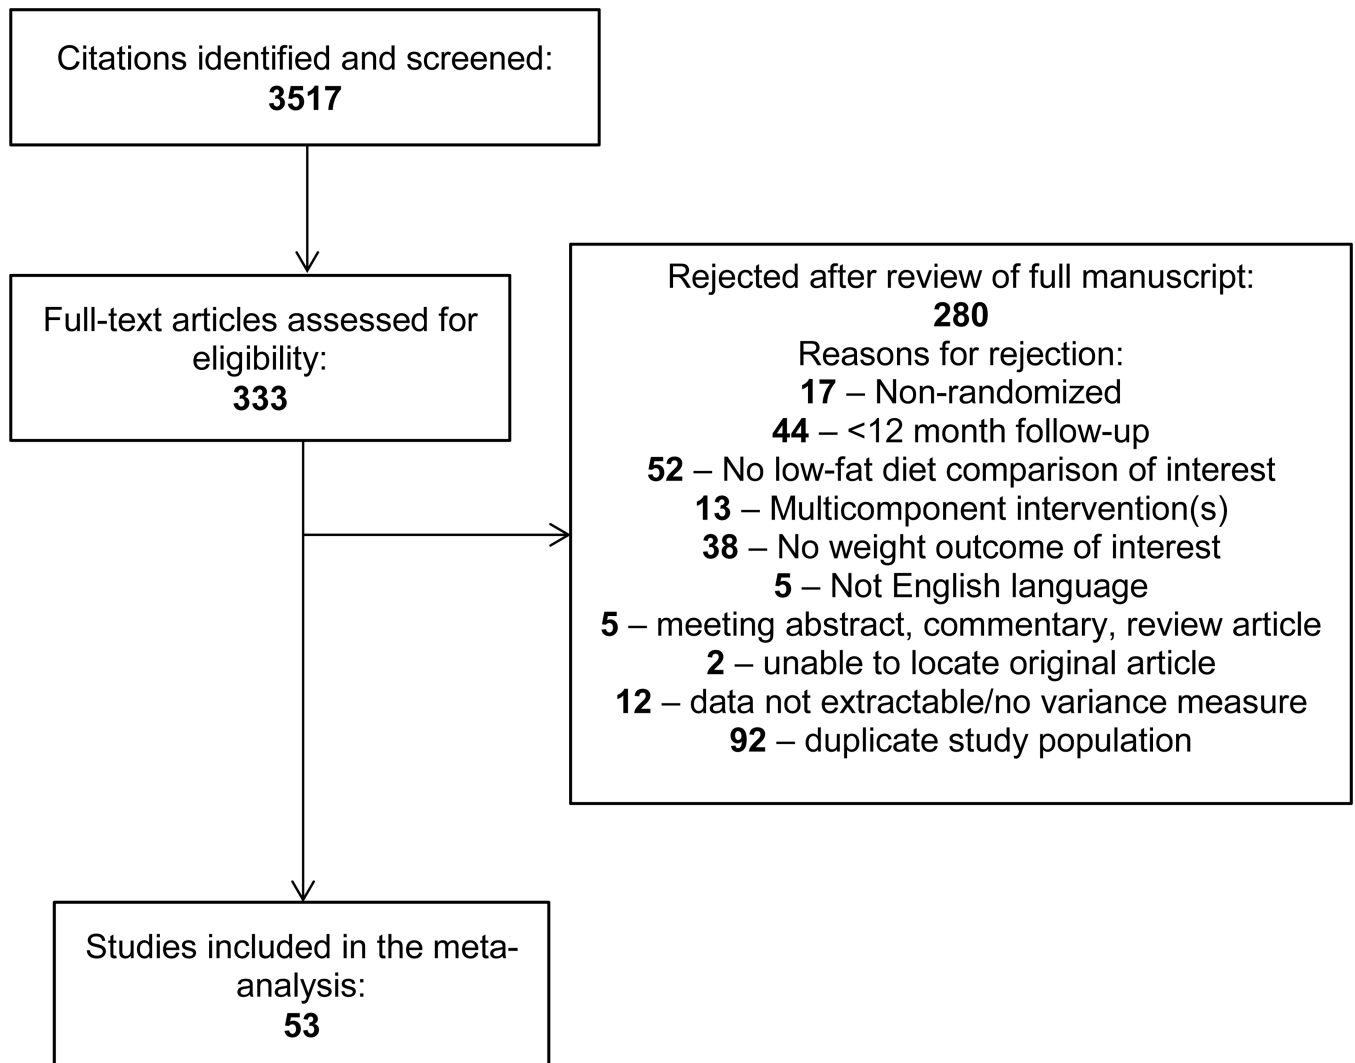 Citations identified and screened:
3517
Full-text articles assessed for
eligibility:
333
Rejected after review of full manuscript:
280
Reasons for rejection:
17 – Non-randomized
44 – <12 month follow-up
52 – No low-fat diet comparison of interest
13 – Multicomponent intervention(s)
38 – No weight outcome of interest
5 – Not English language
5 – meeting abstract, commentary, review article
2 – unable to locate original article
12 – data not extractable/no variance measure
92 – duplicate study population
Studies included in the meta-
analysis:
53